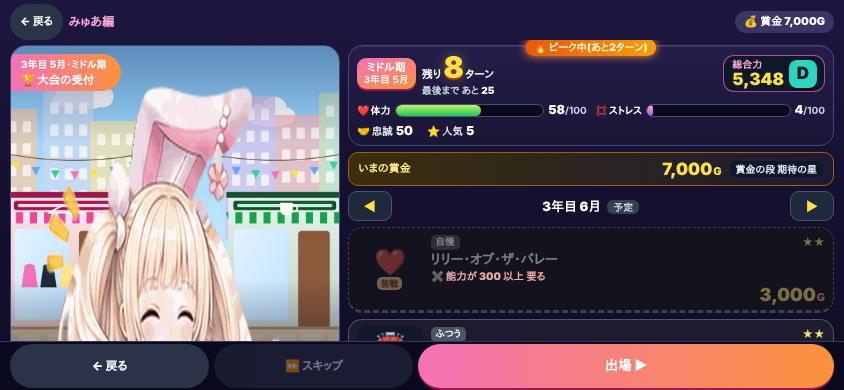 ← 戻る
みゅあ編
💰 賞金 7,000G
3年目 5月・ミドル期
🏆 大会の受付
🔥 ピーク中(あと2ターン)
ミドル期
3年目 5月
残り 8 ターン
最後まで あと 25
総合力
5,348 D
❤️ 体力 58/100 💢 ストレス 4/100
🤝 忠誠 50 ⭐ 人気 5
いまの賞金 7,000G 賞金の段 期待の星
◀ 3年目 6月 予定 ▶
自慢 ★★
リリー・オブ・ザ・バレー
✖ 能力が 300 以上 要る
苦戦
3,000G
ふつう ★★
← 戻る
⏩ スキップ
出場 ▶